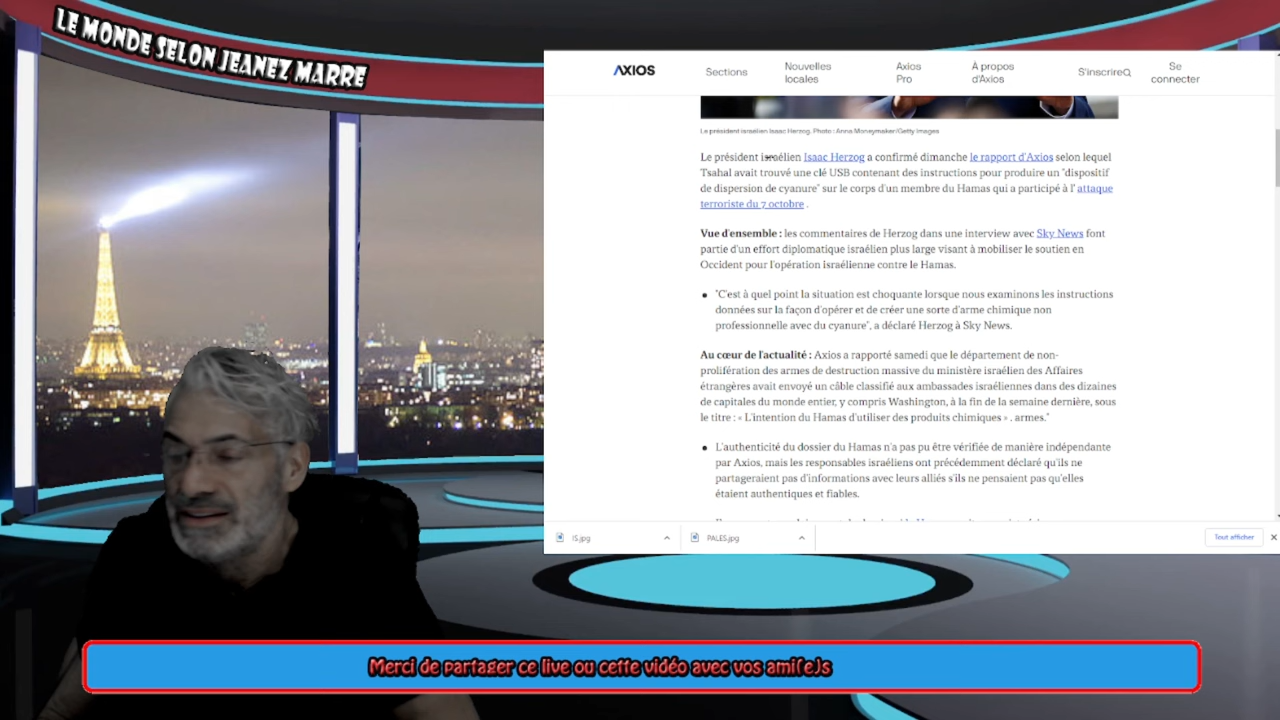 LE MONDE SELON JEANEZ MARRE
AXIOS
Sections
Nouvelles
locales
Axios
Pro
À propos
d'Axios
S'inscrire
Se
connecter
Le président israélien Isaac Herzog. Photo : Anna Moneymaker/Getty Images
Le président israélien Isaac Herzog a confirmé dimanche le rapport d'Axios selon lequel
Tsahal avait trouvé une clé USB contenant des instructions pour produire un "dispositif
de dispersion de cyanure" sur le corps d'un membre du Hamas qui a participé à l' attaque
terroriste du 7 octobre .
Vue d'ensemble : les commentaires de Herzog dans une interview avec Sky News font
partie d'un effort diplomatique israélien plus large visant à mobiliser le soutien en
Occident pour l'opération israélienne contre le Hamas.
• "C'est à quel point la situation est choquante lorsque nous examinons les instructions
données sur la façon d'opérer et de créer une sorte d'arme chimique non
professionnelle avec du cyanure", a déclaré Herzog à Sky News.
Au cœur de l'actualité : Axios a rapporté samedi que le département de non-
prolifération des armes de destruction massive du ministère israélien des Affaires
étrangères avait envoyé un câble classifié aux ambassades israéliennes dans des dizaines
de capitales du monde entier, y compris Washington, à la fin de la semaine dernière, sous
le titre : « L'intention du Hamas d'utiliser des produits chimiques » . armes."
• L'authenticité du dossier du Hamas n'a pas pu être vérifiée de manière indépendante
par Axios, mais les responsables israéliens ont précédemment déclaré qu'ils ne
partageraient pas d'informations avec leurs alliés s'ils ne pensaient pas qu'elles
étaient authentiques et fiables.
IS.jpg
PALES.jpg
Tout afficher
Merci de partager ce live ou cette vidéo avec vos ami(e)s